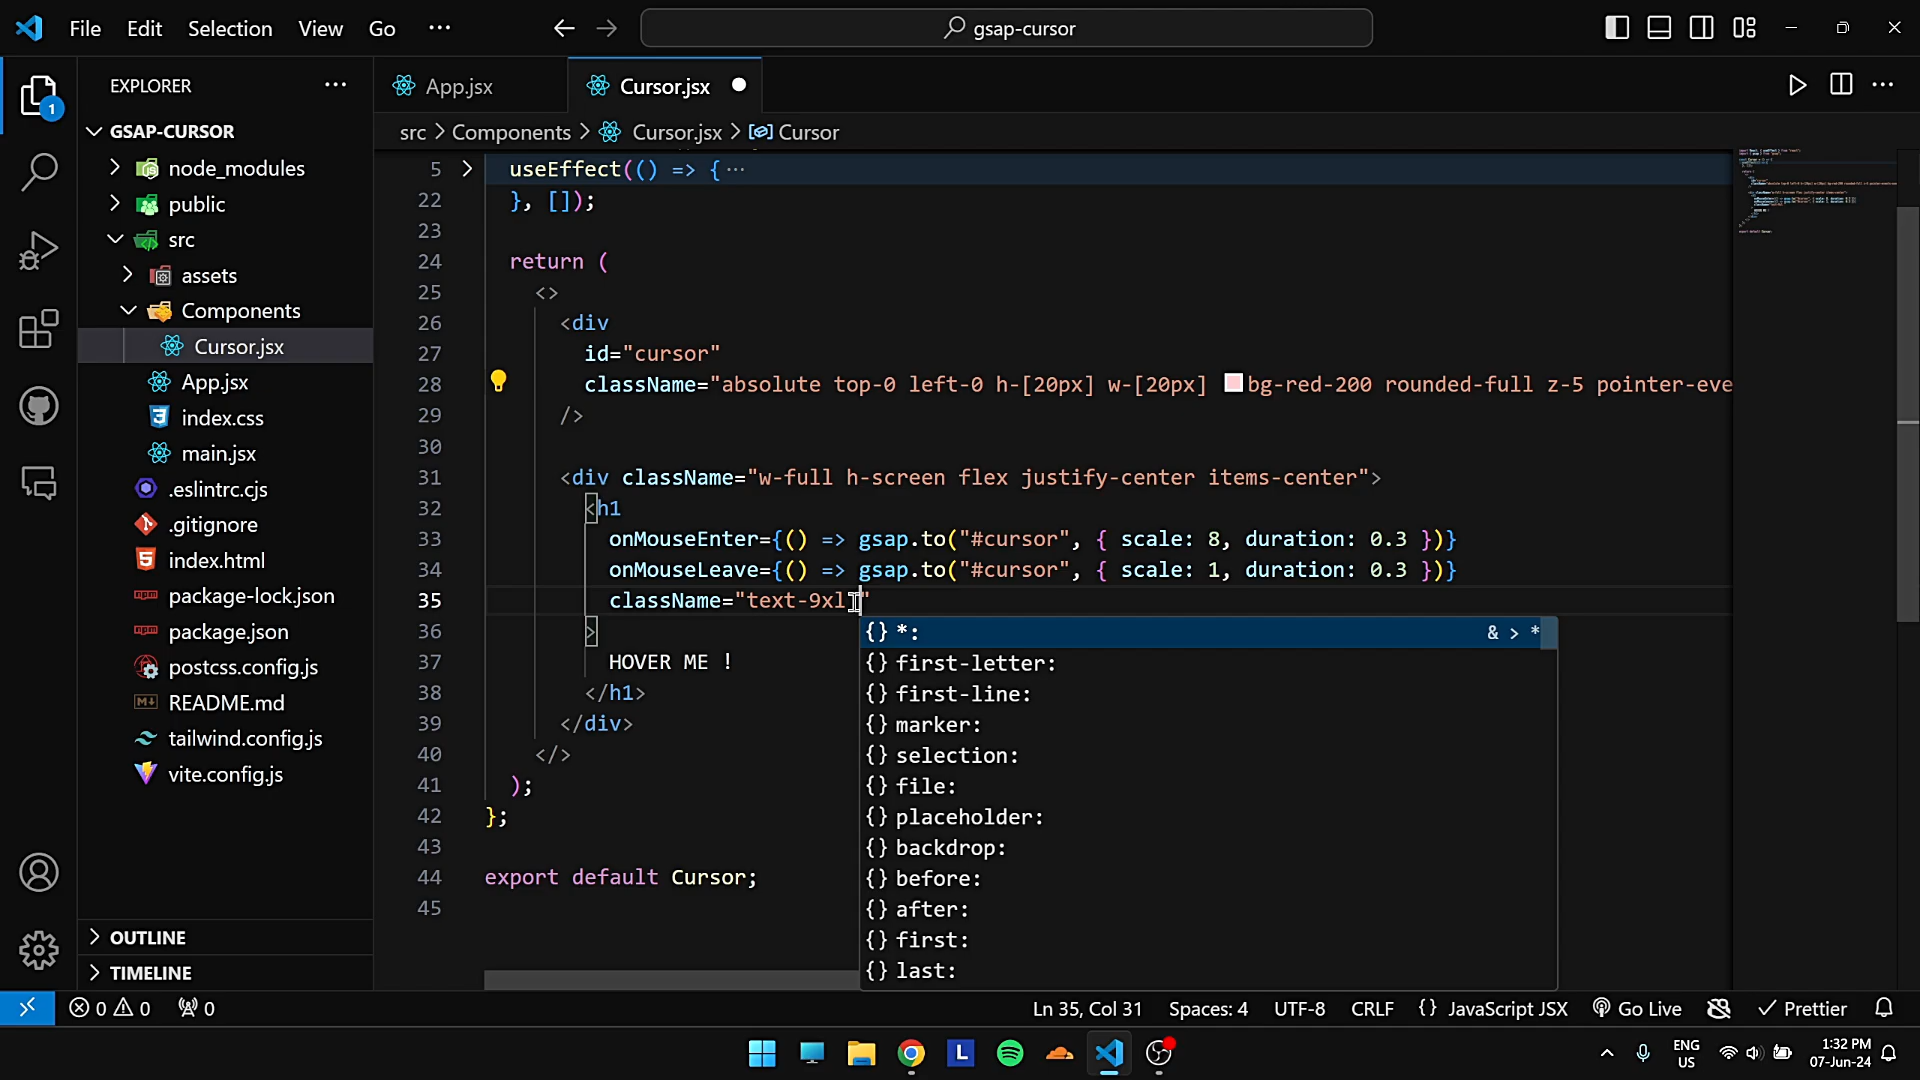 File Edit Selection View Go ··· gsap-cursor
EXPLORER ···
GSAP-CURSOR
node_modules
public
src
assets
Components
Cursor.jsx
App.jsx
index.css
main.jsx
.eslintrc.cjs
.gitignore
index.html
package-lock.json
package.json
postcss.config.js
README.md
tailwind.config.js
vite.config.js
OUTLINE
TIMELINE
1
App.jsx Cursor.jsx
src > Components > Cursor.jsx > Cursor
5 useEffect(() => {···
22 }, []);
23
24 return (
25 <>
26 <div
27 id="cursor"
28 className="absolute top-0 left-0 h-[20px] w-[20px] bg-red-200 rounded-full z-5 pointer-eve
29 />
30
31 <div className="w-full h-screen flex justify-center items-center">
32 <h1
33 onMouseEnter={() => gsap.to("#cursor", { scale: 8, duration: 0.3 })}
34 onMouseLeave={() => gsap.to("#cursor", { scale: 1, duration: 0.3 })}
35 className="text-9xl "
36 >
37 HOVER ME !
38 </h1>
39 </div>
40 </>
41 );
42 };
43
44 export default Cursor;
45
{} *: & > *
{} first-letter:
{} first-line:
{} marker:
{} selection:
{} file:
{} placeholder:
{} backdrop:
{} before:
{} after:
{} first:
{} last:
0 0 0 Ln 35, Col 31 Spaces: 4 UTF-8 CRLF {} JavaScript JSX Go Live Prettier
L ENG
US
1:32 PM
07-Jun-24